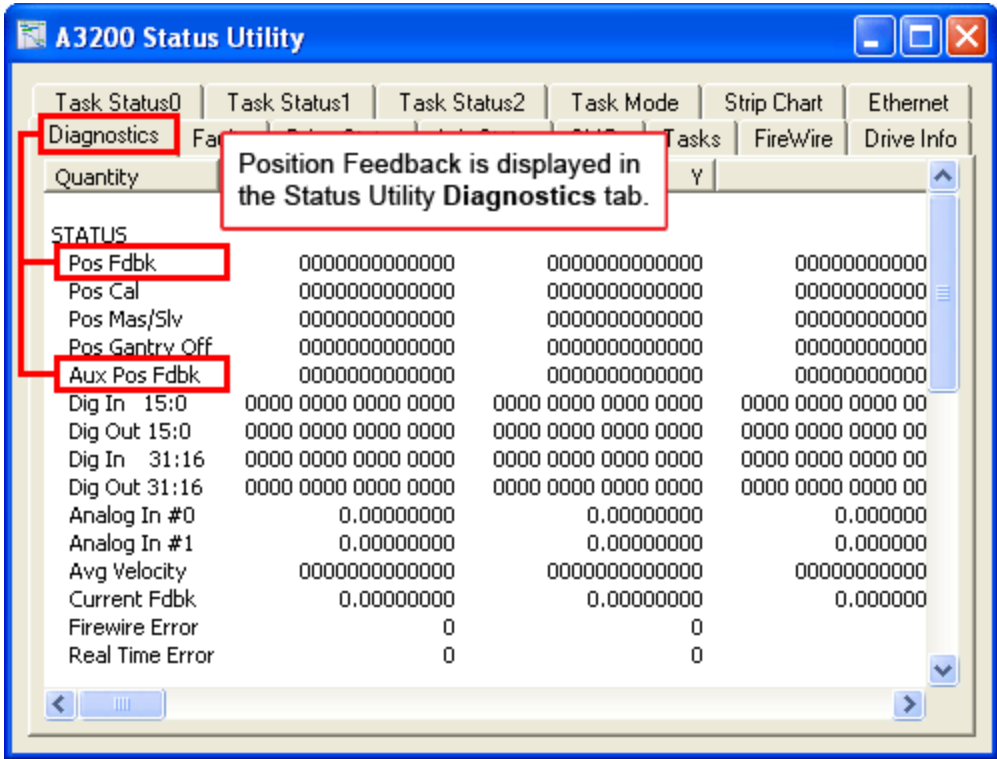 A3200 Status Utility
Task Status0 Task Status1 Task Status2 Task Mode Strip Chart Ethernet
Diagnostics Tasks FireWire Drive Info
Position Feedback is displayed in
the Status Utility Diagnostics tab.
Quantity Y
STATUS
Pos Fdbk 0000000000000 0000000000000 00000000000
Pos Cal 0000000000000 0000000000000 00000000000
Pos Mas/Slv 0000000000000 0000000000000 00000000000
Pos Gantry Off 0000000000000 0000000000000 00000000000
Aux Pos Fdbk 0000000000000 0000000000000 00000000000
Dig In 15:0 0000 0000 0000 0000 0000 0000 0000 0000 0000 0000 0000 00
Dig Out 15:0 0000 0000 0000 0000 0000 0000 0000 0000 0000 0000 0000 00
Dig In 31:16 0000 0000 0000 0000 0000 0000 0000 0000 0000 0000 0000 00
Dig Out 31:16 0000 0000 0000 0000 0000 0000 0000 0000 0000 0000 0000 00
Analog In #0 0.00000000 0.00000000 0.000000
Analog In #1 0.00000000 0.00000000 0.000000
Avg Velocity 0000000000000 0000000000000 00000000000
Current Fdbk 0.00000000 0.00000000 0.000000
Firewire Error 0 0
Real Time Error 0 0